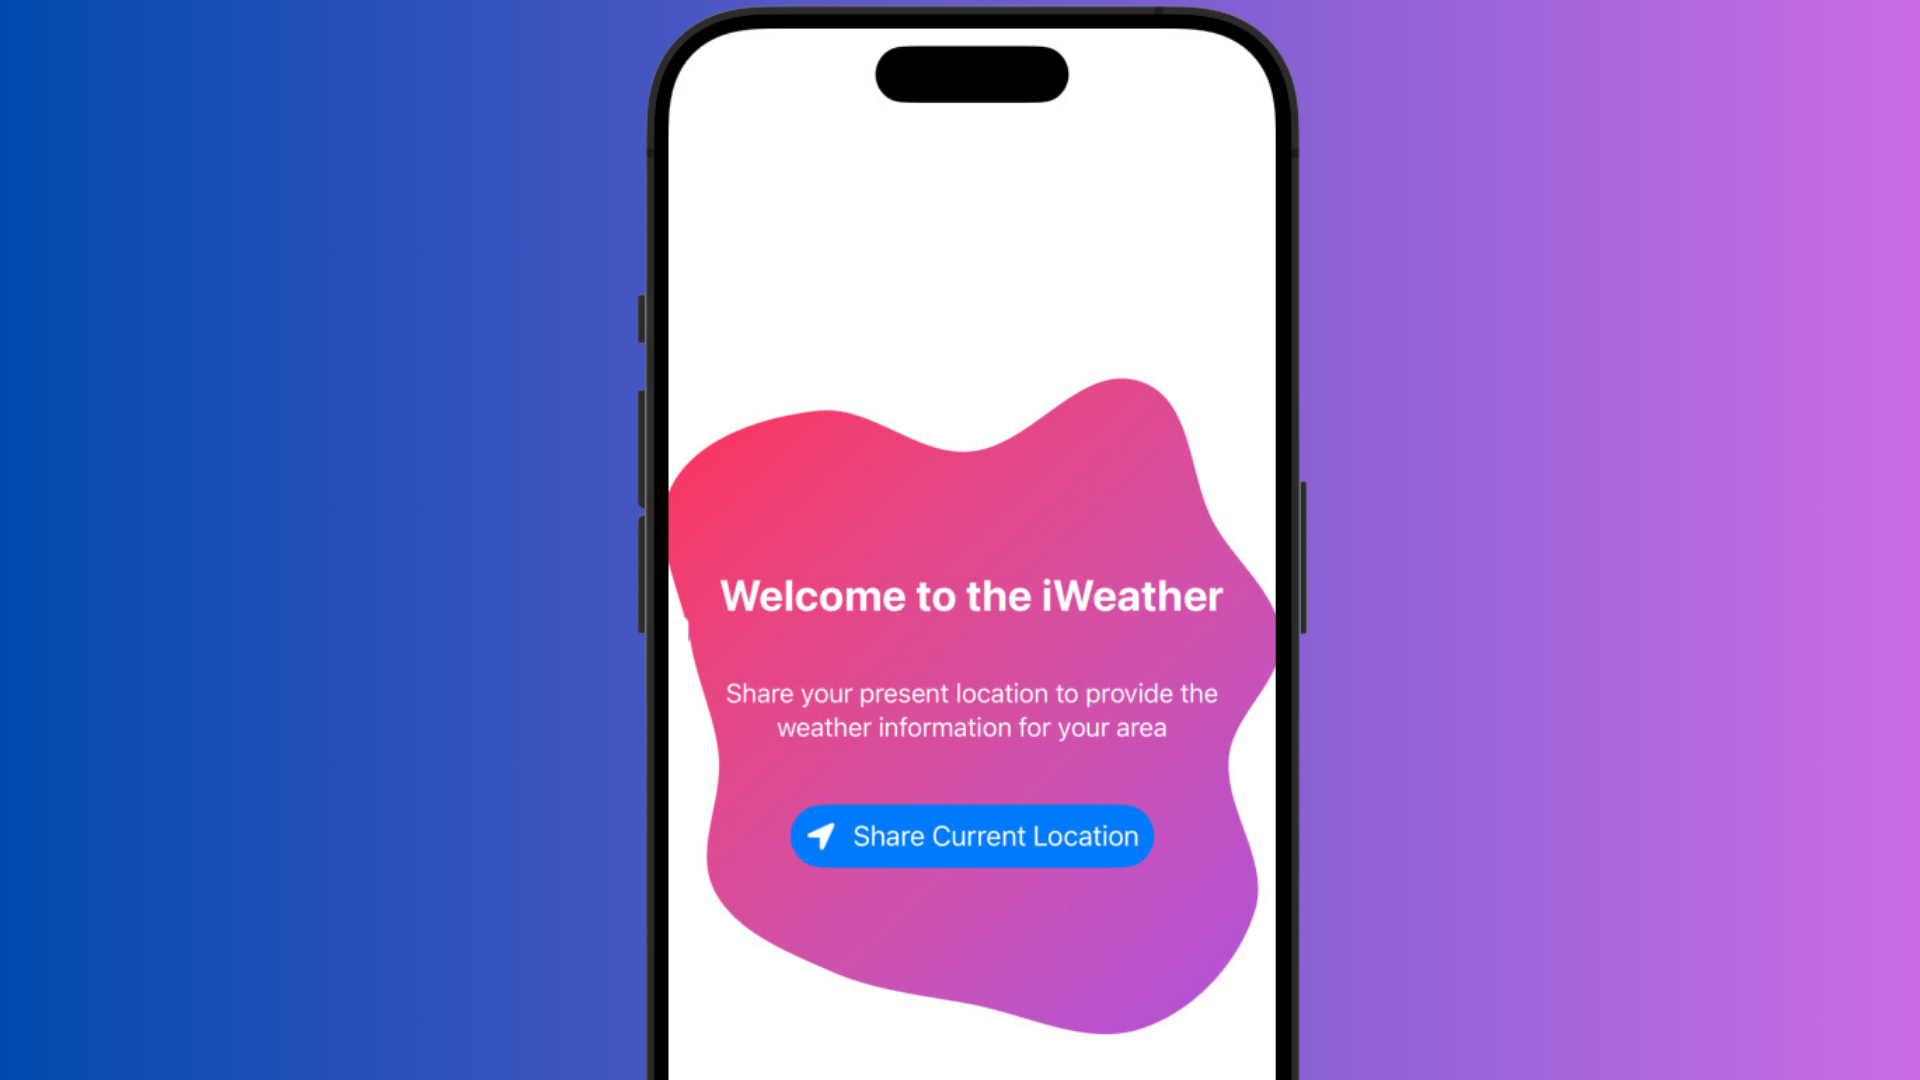 Welcome to the iWeather
Share your present location to provide the
weather information for your area
Share Current Location